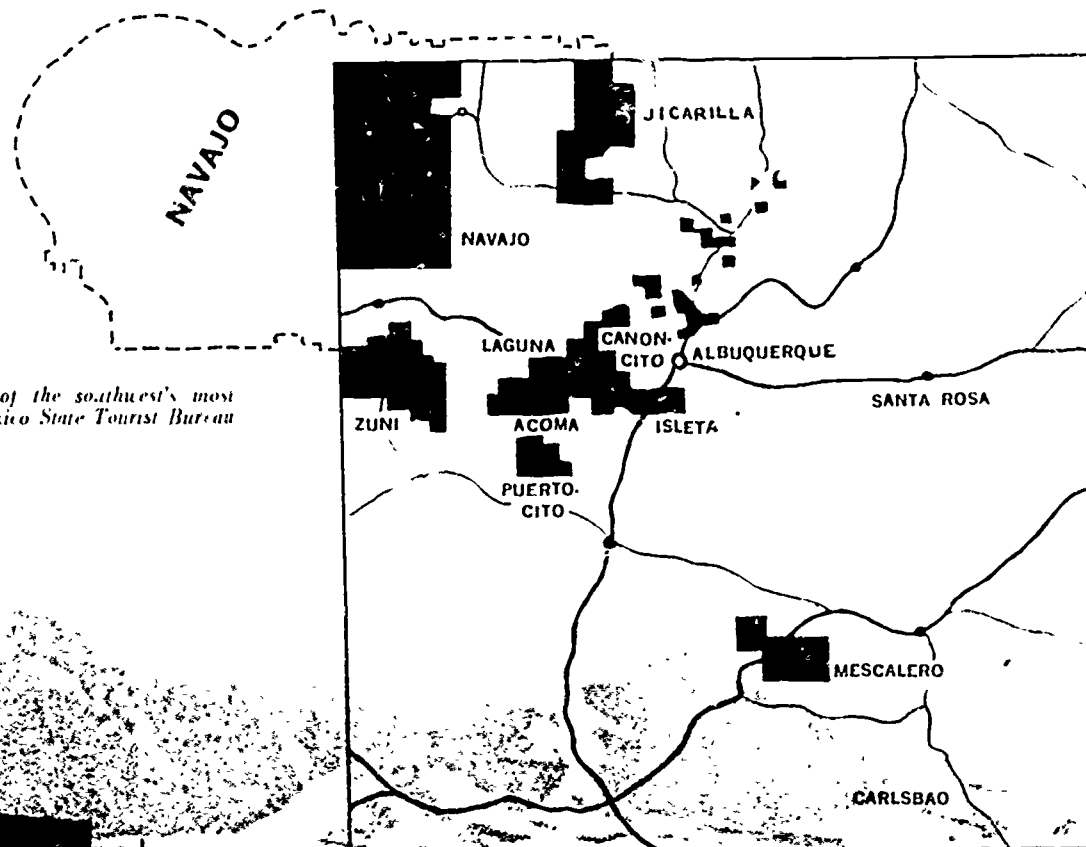 NAVAJO
JICARILLA
NAVAJO
LAGUNA
CANON-
CITO
ALBUQUERQUE
of the southwest's most
xico State Tourist Bureau
ZUNI
ACOMA
ISLETA
SANTA ROSA
PUERTO-
CITO
MESCALERO
CARLSBAO